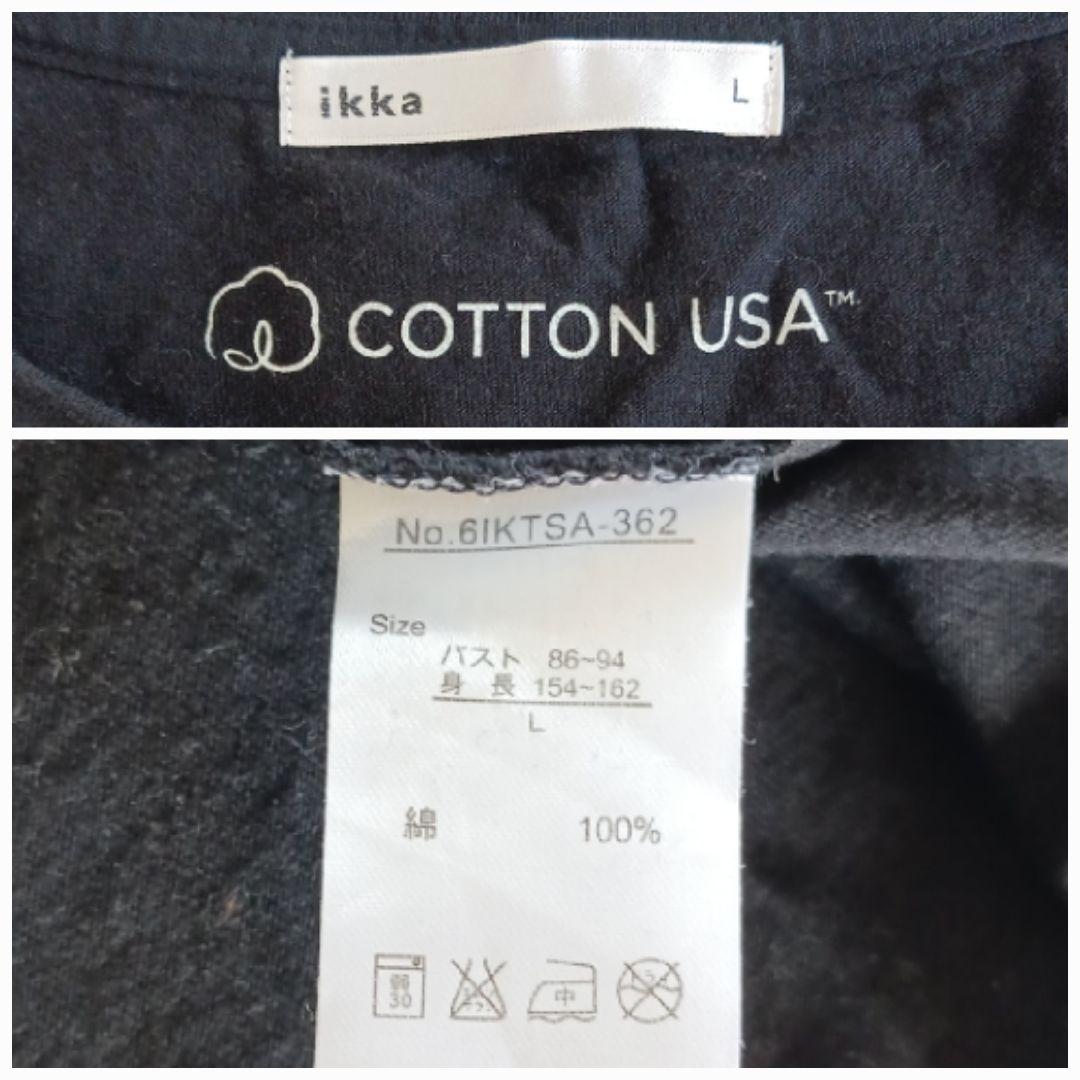 ikka
L
COTTON USA™
No.6IKTSA-362
Size
バスト 86~94
身 長 154~162
L
綿 100%
弱
30
中